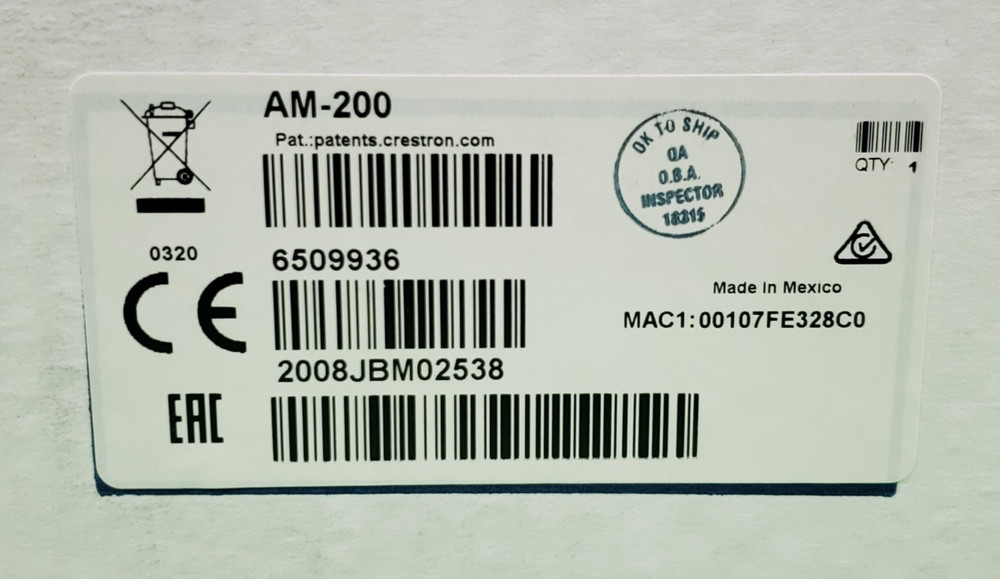 AM-200
Pat.:patents.crestron.com
6509936
2008JBM02538
0320
CE
EAC
OK TO SHIP
QA
O.B.A.
INSPECTOR
18315
QTY: 1
Made In Mexico
MAC1:00107FE328C0